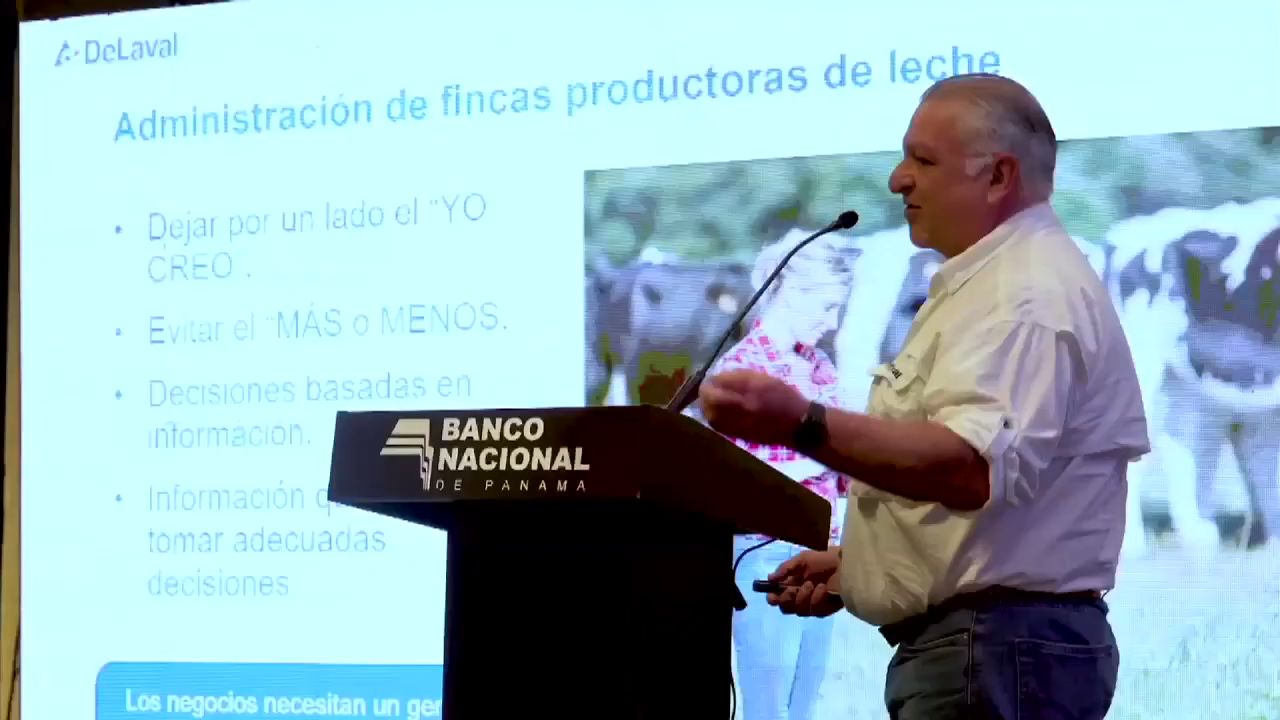 DeLaval
Administración de fincas productoras de leche
• Dejar por un lado el ¨YO
CREO¨.
• Evitar el ¨MÁS o MENOS.
• Decisiones basadas en
información.
• Información
tomar adecuadas
decisiones
BANCO
NACIONAL
DE PANAMA
Los negocios necesitan un